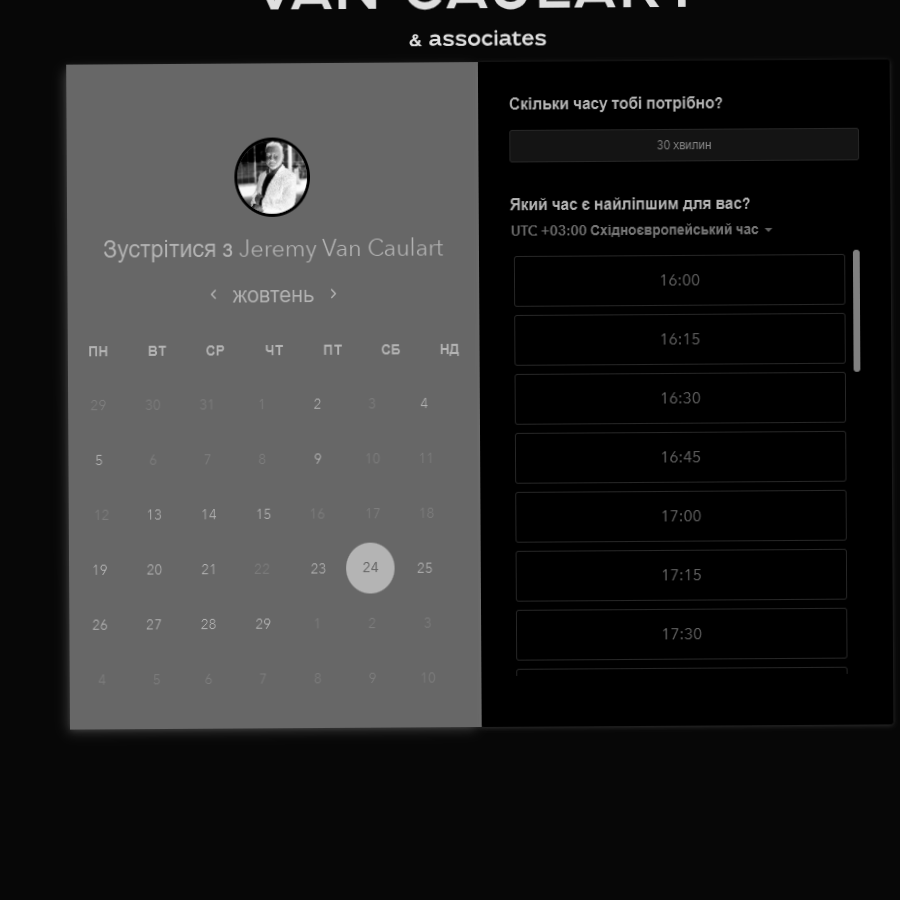 VAN CAULART
& associates
Зустрітися з Jeremy Van Caulart
жовтень
ПН ВТ СР ЧТ ПТ СБ НД
29 30 31 1 2 3 4
5 6 7 8 9 10 11
12 13 14 15 16 17 18
19 20 21 22 23 24 25
26 27 28 29 1 2 3
4 5 6 7 8 9 10
Скільки часу тобі потрібно?
30 хвилин
Який час є найліпшим для вас?
UTC +03:00 Східноєвропейський час
16:00
16:15
16:30
16:45
17:00
17:15
17:30